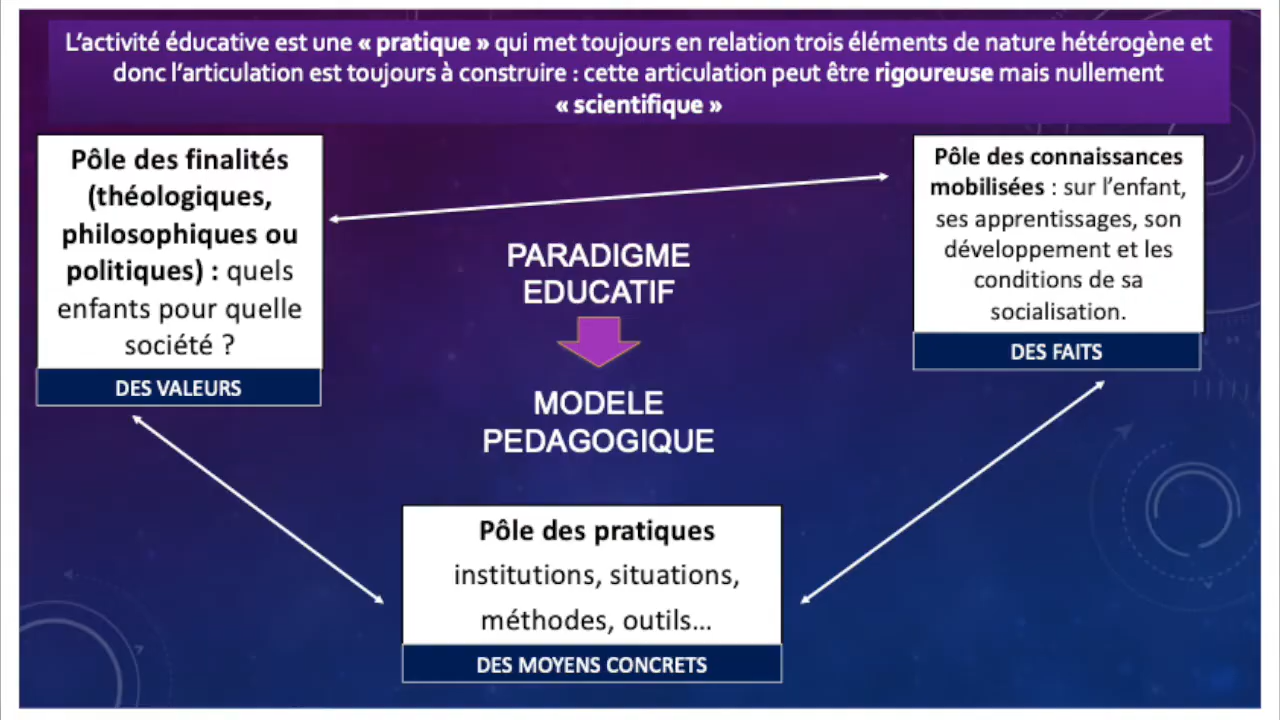 L’activité éducative est une « pratique » qui met toujours en relation trois éléments de nature hétérogène et
donc l’articulation est toujours à construire : cette articulation peut être rigoureuse mais nullement
« scientifique »
Pôle des finalités
(théologiques,
philosophiques ou
politiques) : quels
enfants pour quelle
société ?
DES VALEURS
Pôle des connaissances
mobilisées : sur l’enfant,
ses apprentissages, son
développement et les
conditions de sa
socialisation.
DES FAITS
PARADIGME
EDUCATIF
MODELE
PEDAGOGIQUE
Pôle des pratiques
institutions, situations,
méthodes, outils…
DES MOYENS CONCRETS